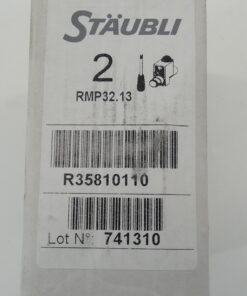 STÄUBLI
2
RMP32.13
R35810110
Lot N°: 741310